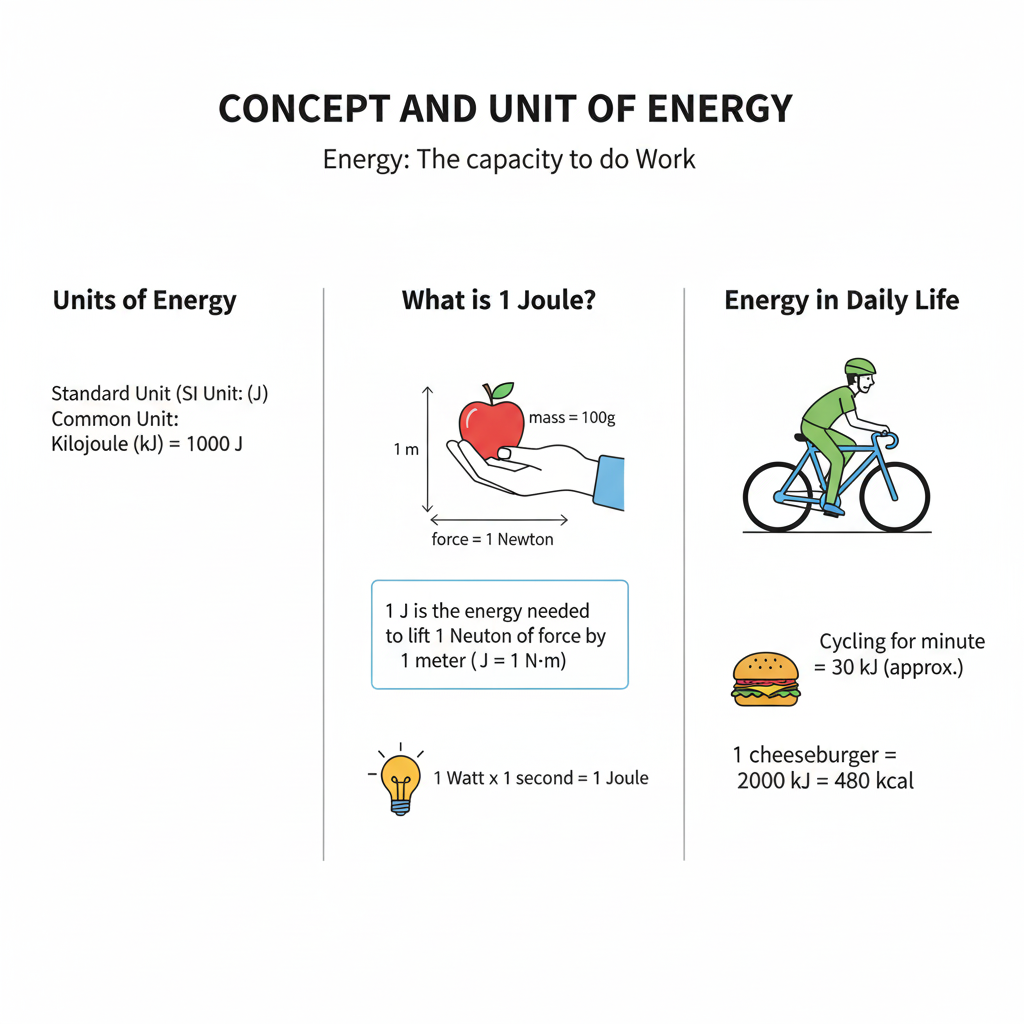 CONCEPT AND UNIT OF ENERGY
Energy: The capacity to do Work
Units of Energy
Standard Unit (SI Unit: (J)
Common Unit:
Kilojoule (kJ) = 1000 J
What is 1 Joule?
mass = 100g
1 m
force = 1 Newton
1 J is the energy needed
to lift 1 Neuton of force by
1 meter ( J = 1 N·m)
1 Watt x 1 second = 1 Joule
Energy in Daily Life
Cycling for minute
= 30 kJ (approx.)
1 cheeseburger =
2000 kJ = 480 kcal